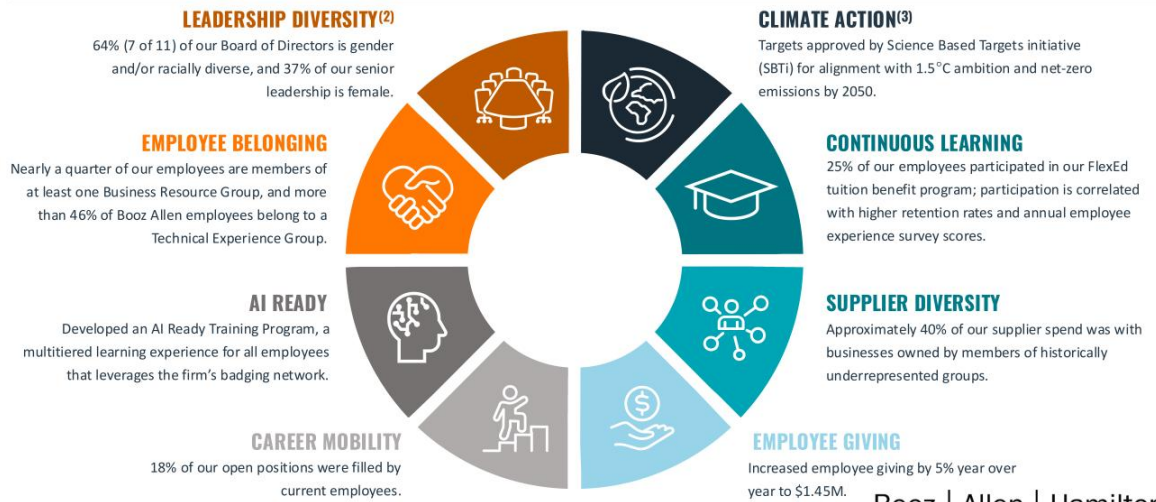 LEADERSHIP DIVERSITY(2)
64% (7 of 11) of our Board of Directors is gender
and/or racially diverse, and 37% of our senior
leadership is female.
EMPLOYEE BELONGING
Nearly a quarter of our employees are members of
at least one Business Resource Group, and more
than 46% of Booz Allen employees belong to a
Technical Experience Group.
AI READY
Developed an AI Ready Training Program, a
multitiered learning experience for all employees
that leverages the firm's badging network.
CAREER MOBILITY
18% of our open positions were filled by
current employees.
CLIMATE ACTION(3)
Targets approved by Science Based Targets initiative
(SBTi) for alignment with 1.5°C ambition and net-zero
emissions by 2050.
CONTINUOUS LEARNING
25% of our employees participated in our FlexEd
tuition benefit program; participation is correlated
with higher retention rates and annual employee
experience survey scores.
SUPPLIER DIVERSITY
Approximately 40% of our supplier spend was with
businesses owned by members of historically
underrepresented groups.
$
EMPLOYEE GIVING
Increased employee giving by 5% year over
year to $1.45M.
Booz | Allen | Hamilton